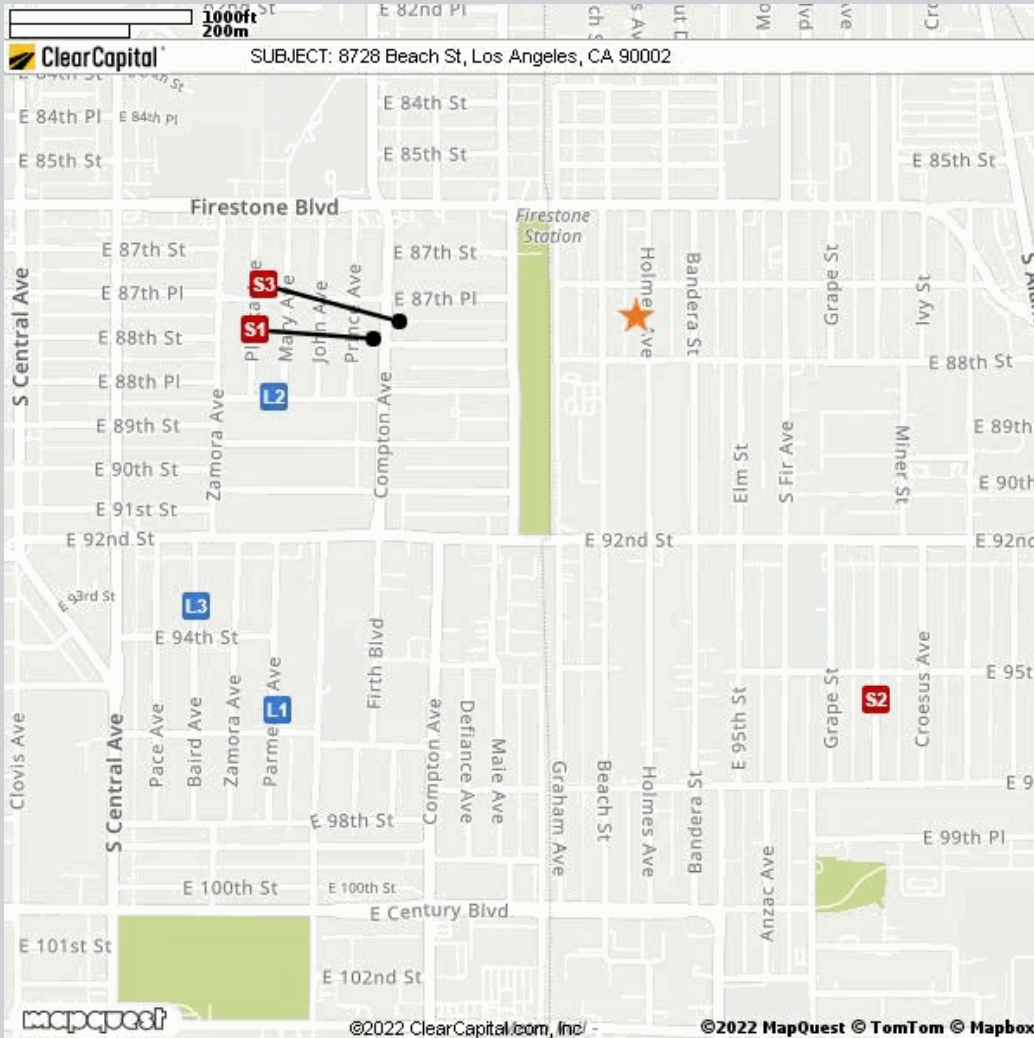 1000ft
200m
E 82nd Pl
ClearCapital
SUBJECT: 8728 Beach St, Los Angeles, CA 90002
E 84th Pl
E 84th Pl
E 84th St
E 85th St
E 85th St
E 85th St
Firestone Blvd
Firestone
Station
E 87th St
E 87th St
E 87th Pl
E 87th Pl
S3
S1
E 88th St
E 88th St
E 88th Pl
L2
E 89th St
E 89th
E 90th St
E 90th
E 91st St
E 92nd St
E 92nd St
E 92nd
S Central Ave
Zamora Ave
Mary Ave
John Ave
Compton Ave
Holmes Ave
Bandera St
Grape St
Ivy St
Elm St
S Fir Ave
Miner St
E 93rd St
L3
E 94th St
L1
S2
E 95t
Clovis Ave
S Central Ave
Pace Ave
Baird Ave
Zamora Ave
Firth Blvd
Compton Ave
Defiance Ave
Maie Ave
Graham Ave
Beach St
Holmes Ave
Bandera St
E 95th St
Grape St
Croesus Ave
Anzac Ave
E 98th St
E 99th Pl
E 100th St
E 100th St
E Century Blvd
E 101st St
E 102nd St
mapquest
©2022 ClearCapital.com, Inc
©2022 MapQuest © TomTom © Mapbox